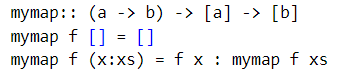 mymap:: (a -> b) -> [a] -> [b]
mymap f [] = []
mymap f (x:xs) = f x : mymap f xs